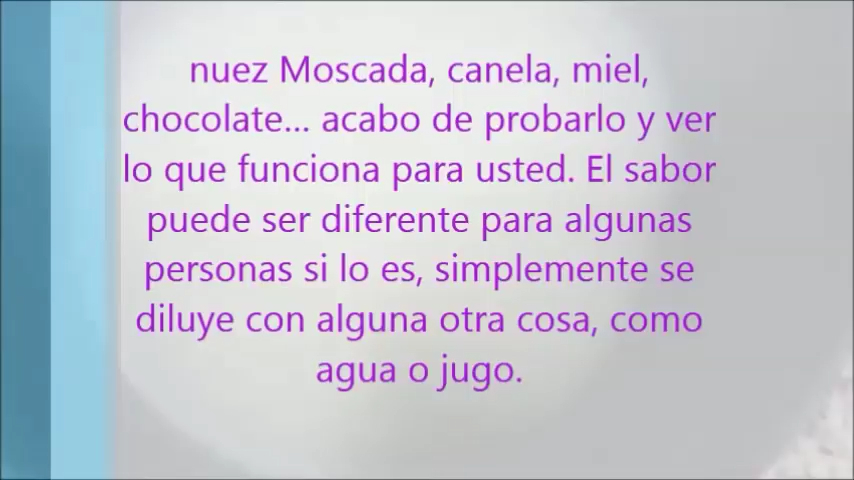 nuez Moscada, canela, miel,
chocolate... acabo de probarlo y ver
lo que funciona para usted. El sabor
puede ser diferente para algunas
personas si lo es, simplemente se
diluye con alguna otra cosa, como
agua o jugo.